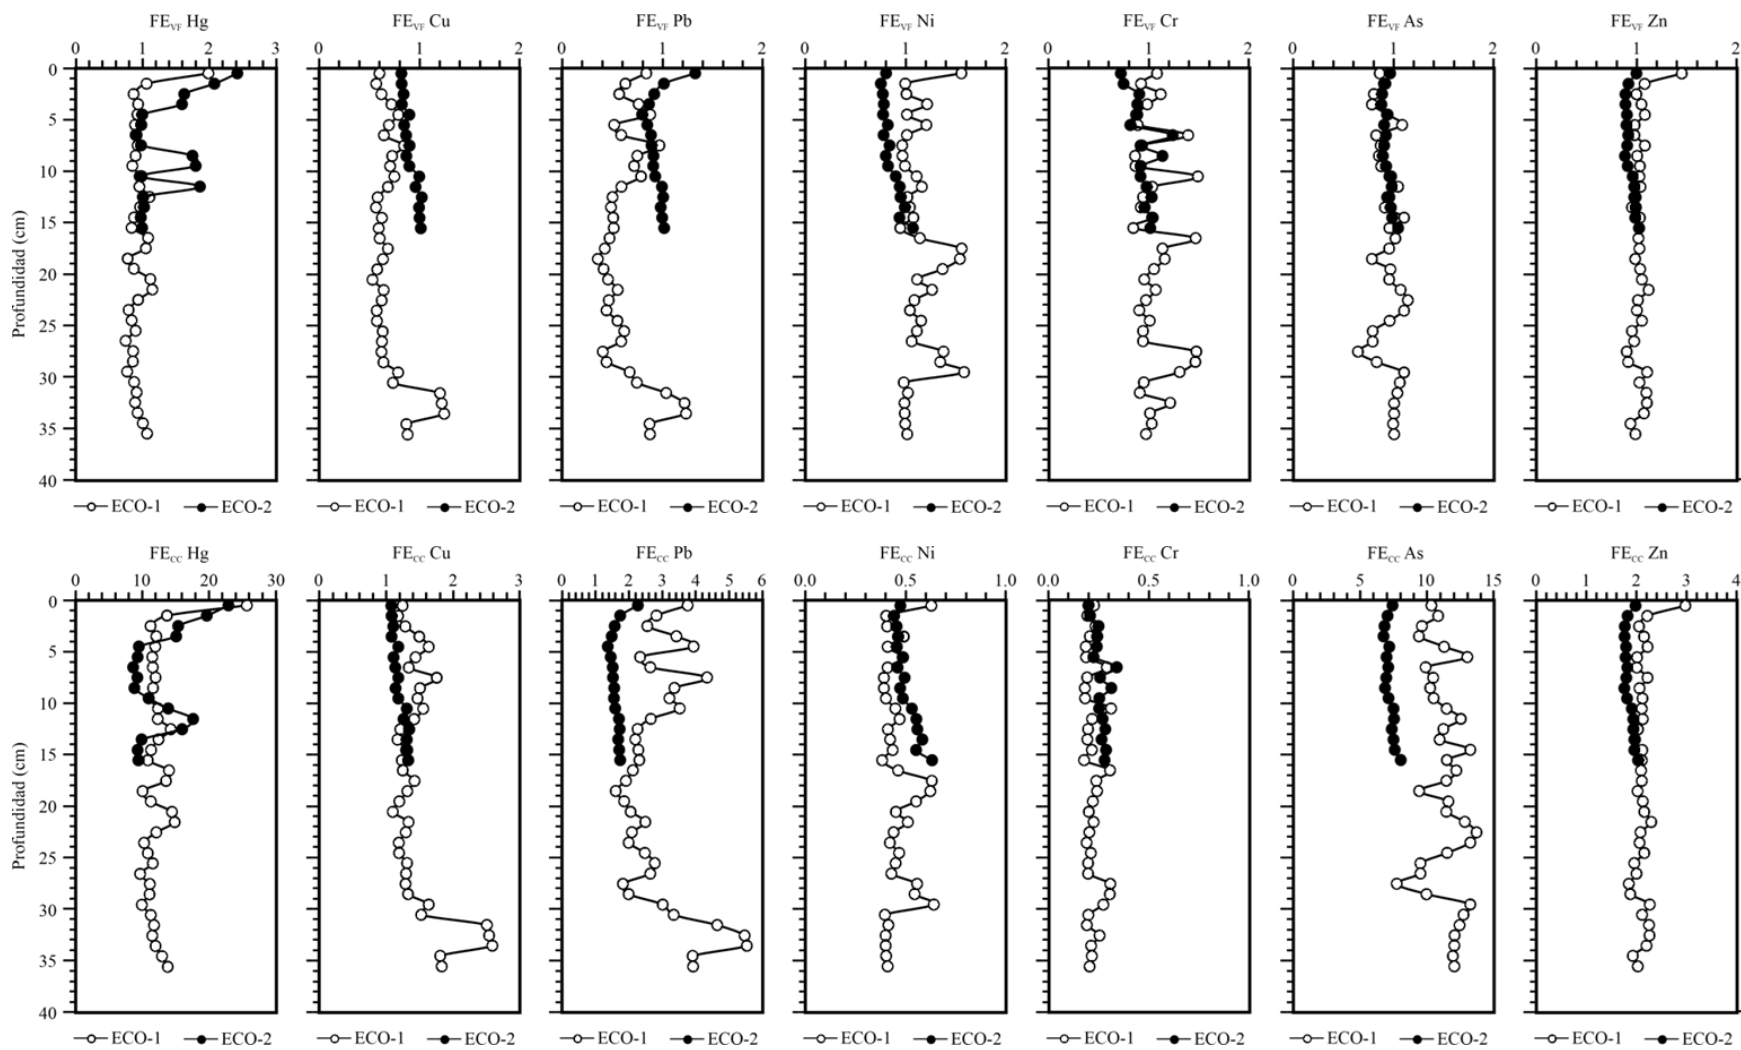 FEVF Hg FEVF Cu FEVF Pb FEVF Ni FEVF Cr FEVF As FEVF Zn
0 1 2 3 0 1 2 0 1 2 0 1 2 0 1 2 0 1 2 0 1 2
0
5
10
15
20
25
30
35
40
Profundidad (cm)
ECO-1 ECO-2 ECO-1 ECO-2 ECO-1 ECO-2 ECO-1 ECO-2 ECO-1 ECO-2 ECO-1 ECO-2 ECO-1 ECO-2
FECC Hg FECC Cu FECC Pb FECC Ni FECC Cr FECC As FECC Zn
0 10 20 30 0 1 2 3 0 1 2 3 4 5 6 0.0 0.5 1.0 0.0 0.5 1.0 0 5 10 15 0 1 2 3 4
0
5
10
15
20
25
30
35
40
Profundidad (cm)
ECO-1 ECO-2 ECO-1 ECO-2 ECO-1 ECO-2 ECO-1 ECO-2 ECO-1 ECO-2 ECO-1 ECO-2 ECO-1 ECO-2